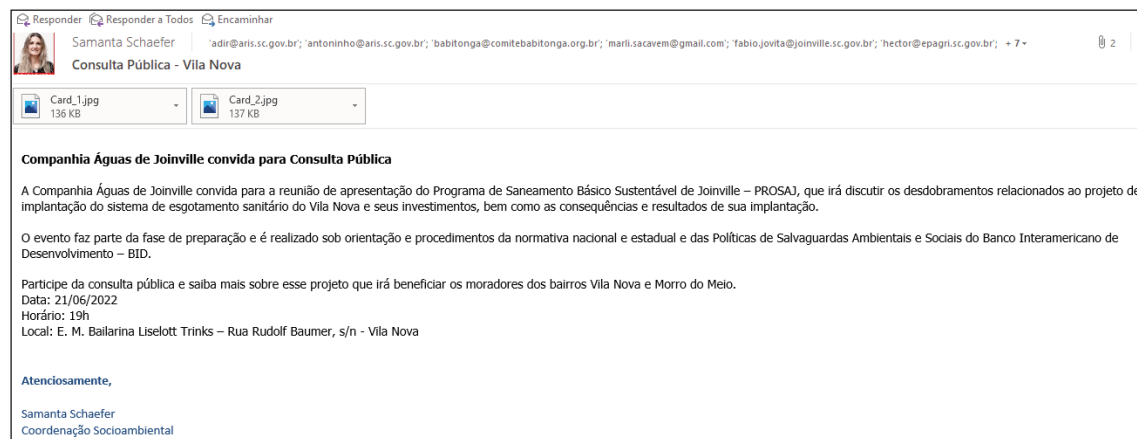 Responder Responder a Todos Encaminhar
Samanta Schaefer 'adir@aris.sc.gov.br'; 'antoninho@aris.sc.gov.br'; 'babitonga@comitebabitonga.org.br'; 'marli.sacavem@gmail.com'; 'fabio.jovita@joinville.sc.gov.br'; 'hector@epagri.sc.gov.br'; + 7 2
Consulta Pública - Vila Nova
Card_1.jpg Card_2.jpg
136 KB 137 KB
Companhia Águas de Joinville convida para Consulta Pública
A Companhia Águas de Joinville convida para a reunião de apresentação do Programa de Saneamento Básico Sustentável de Joinville – PROSAJ, que irá discutir os desdobramentos relacionados ao projeto de
implantação do sistema de esgotamento sanitário do Vila Nova e seus investimentos, bem como as consequências e resultados de sua implantação.
O evento faz parte da fase de preparação e é realizado sob orientação e procedimentos da normativa nacional e estadual e das Políticas de Salvaguardas Ambientais e Sociais do Banco Interamericano de
Desenvolvimento – BID.
Participe da consulta pública e saiba mais sobre esse projeto que irá beneficiar os moradores dos bairros Vila Nova e Morro do Meio.
Data: 21/06/2022
Horário: 19h
Local: E. M. Bailarina Liselott Trinks – Rua Rudolf Baumer, s/n - Vila Nova
Atenciosamente,
Samanta Schaefer
Coordenação Socioambiental